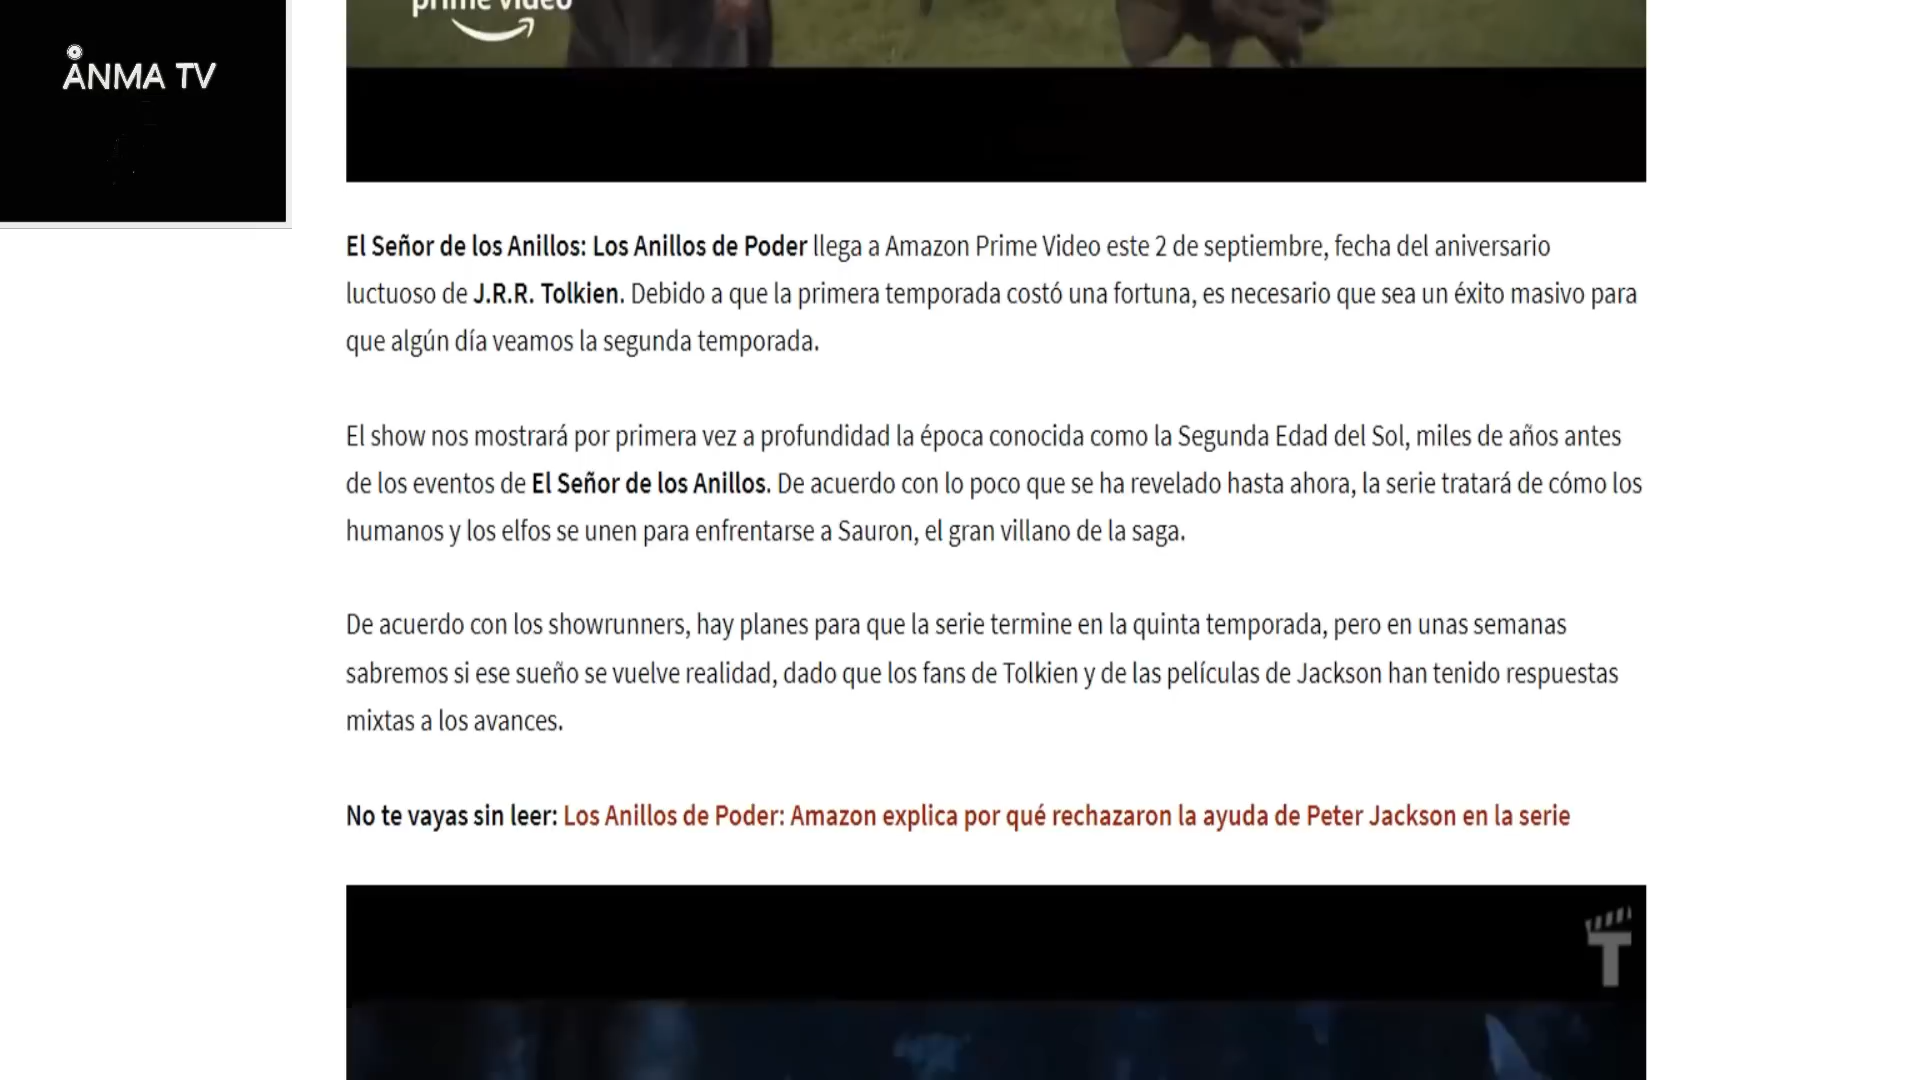 prime video
ÅNMA TV
El Señor de los Anillos: Los Anillos de Poder llega a Amazon Prime Video este 2 de septiembre, fecha del aniversario
luctuoso de J.R.R. Tolkien. Debido a que la primera temporada costó una fortuna, es necesario que sea un éxito masivo para
que algún día veamos la segunda temporada.
El show nos mostrará por primera vez a profundidad la época conocida como la Segunda Edad del Sol, miles de años antes
de los eventos de El Señor de los Anillos. De acuerdo con lo poco que se ha revelado hasta ahora, la serie tratará de cómo los
humanos y los elfos se unen para enfrentarse a Sauron, el gran villano de la saga.
De acuerdo con los showrunners, hay planes para que la serie termine en la quinta temporada, pero en unas semanas
sabremos si ese sueño se vuelve realidad, dado que los fans de Tolkien y de las películas de Jackson han tenido respuestas
mixtas a los avances.
No te vayas sin leer: Los Anillos de Poder: Amazon explica por qué rechazaron la ayuda de Peter Jackson en la serie
T